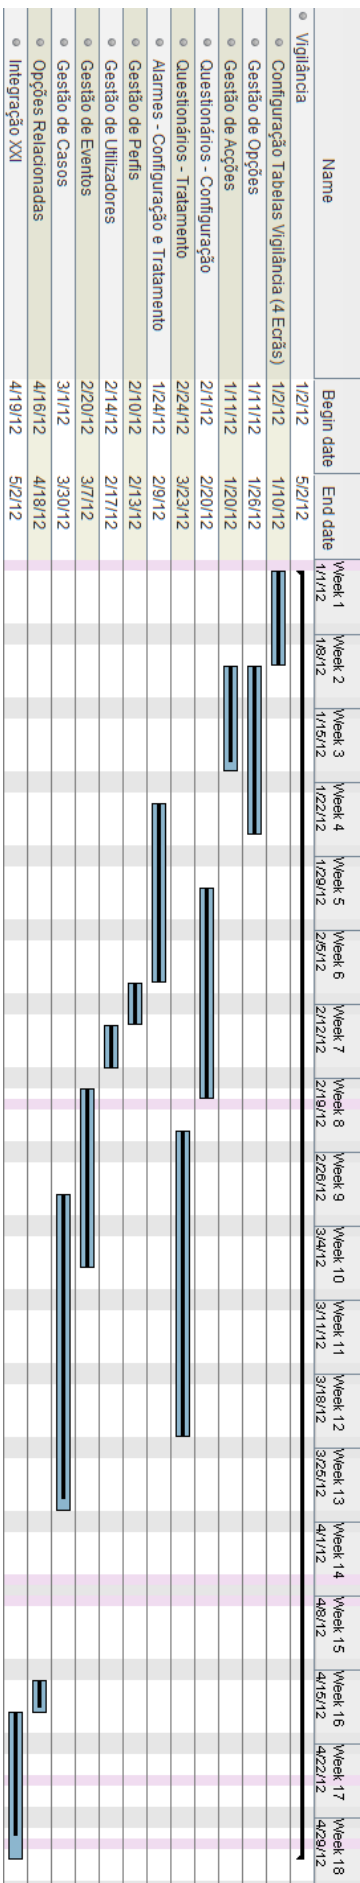 Name Begin date End date
Vigilância 1/2/12 5/2/12
Configuração Tabelas Vigilância (4 Ecrãs) 1/2/12 1/10/12
Gestão de Opções 1/11/12 1/26/12
Gestão de Acções 1/11/12 1/20/12
Questionários - Configuração 2/1/12 2/20/12
Questionários - Tratamento 2/24/12 3/23/12
Alarmes - Configuração e Tratamento 1/24/12 2/9/12
Gestão de Perfis 2/10/12 2/13/12
Gestão de Utilizadores 2/14/12 2/17/12
Gestão de Eventos 2/20/12 3/7/12
Gestão de Casos 3/1/12 3/30/12
Opções Relacionadas 4/16/12 4/18/12
Integração XXI 4/19/12 5/2/12
Week 1 Week 2 Week 3 Week 4 Week 5 Week 6 Week 7 Week 8 Week 9 Week 10 Week 11 Week 12 Week 13 Week 14 Week 15 Week 16 Week 17 Week 18
1/1/12 1/8/12 1/15/12 1/22/12 1/29/12 2/5/12 2/12/12 2/19/12 2/26/12 3/4/12 3/11/12 3/18/12 3/25/12 4/1/12 4/8/12 4/15/12 4/22/12 4/29/12